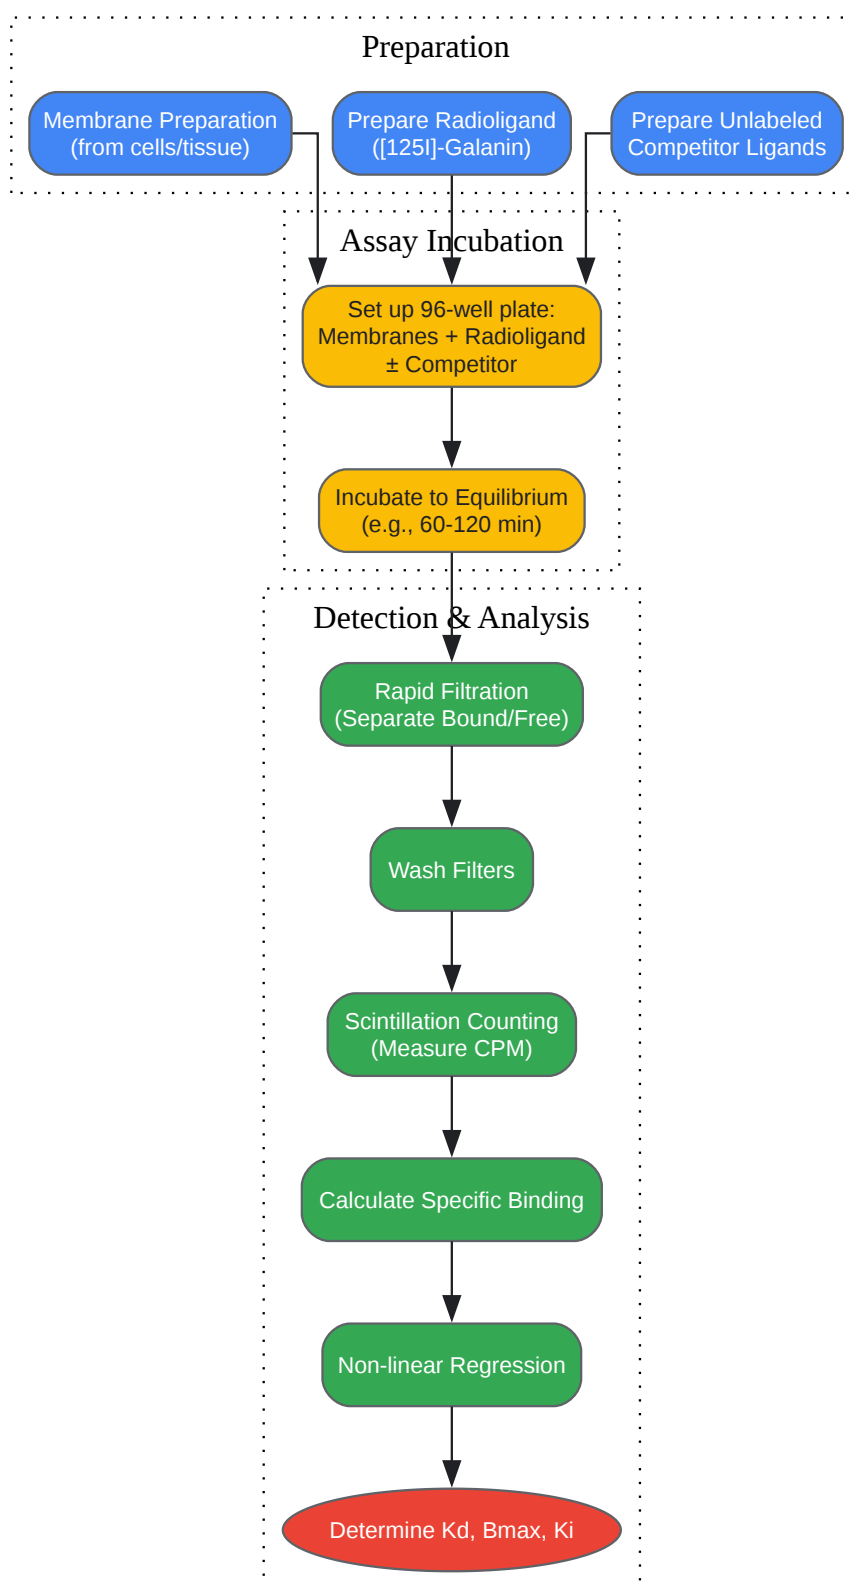 Preparation
Membrane Preparation
(from cells/tissue)
Prepare Radioligand
([125I]-Galanin)
Prepare Unlabeled
Competitor Ligands
Assay Incubation
Set up 96-well plate:
Membranes + Radioligand
± Competitor
Incubate to Equilibrium
(e.g., 60-120 min)
Detection & Analysis
Rapid Filtration
(Separate Bound/Free)
Wash Filters
Scintillation Counting
(Measure CPM)
Calculate Specific Binding
Non-linear Regression
Determine Kd, Bmax, Ki